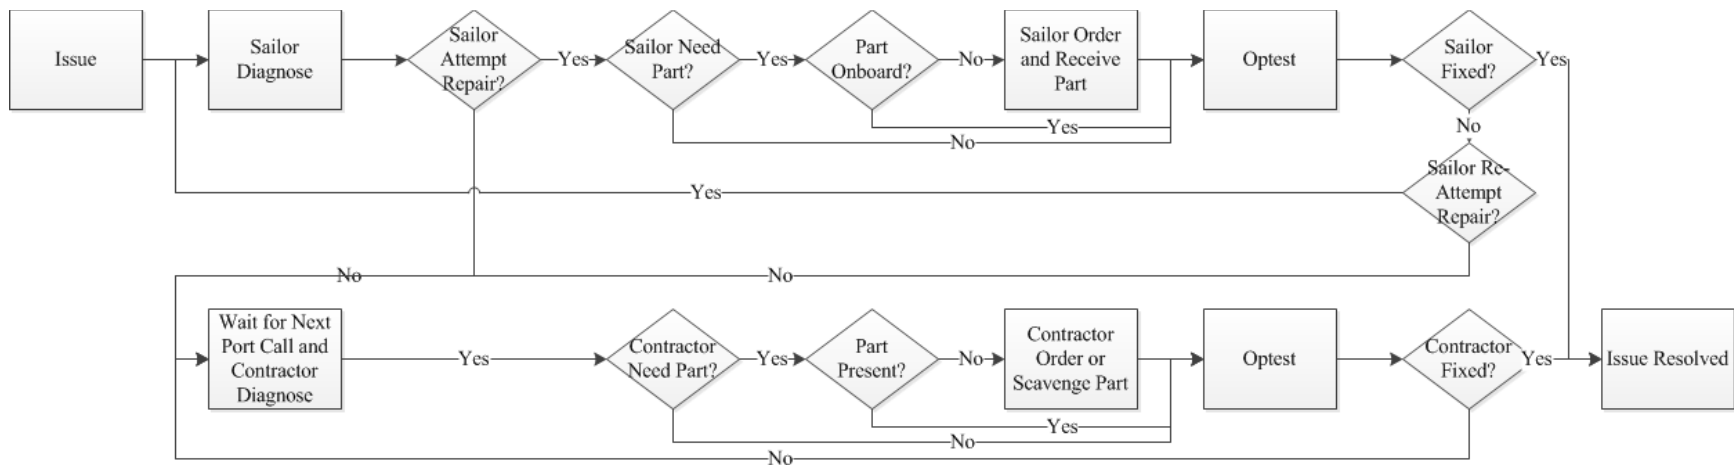 Issue
Sailor
Diagnose
Sailor
Attempt
Repair?
Yes
Sailor Need
Part?
Yes
Part
Onboard?
No
Sailor Order
and Receive
Part
Optest
Sailor
Fixed?
Yes
Yes
No
No
Sailor Re-
Attempt
Repair?
Yes
No
No
Wait for Next
Port Call and
Contractor
Diagnose
Yes
Contractor
Need Part?
Yes
Part
Present?
No
Contractor
Order or
Scavenge Part
Optest
Contractor
Fixed?
Yes
Issue Resolved
Yes
No
No